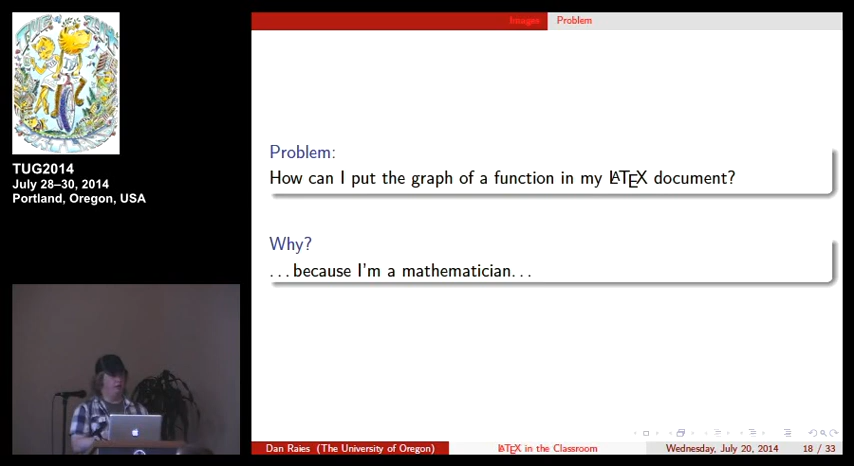 TUG2014
July 28–30, 2014
Portland, Oregon, USA
Images Problem
Problem:
How can I put the graph of a function in my LATEX document?
Why?
...because I'm a mathematician...
Dan Raies (The University of Oregon) LATEX in the Classroom Wednesday, July 20, 2014 18 / 33